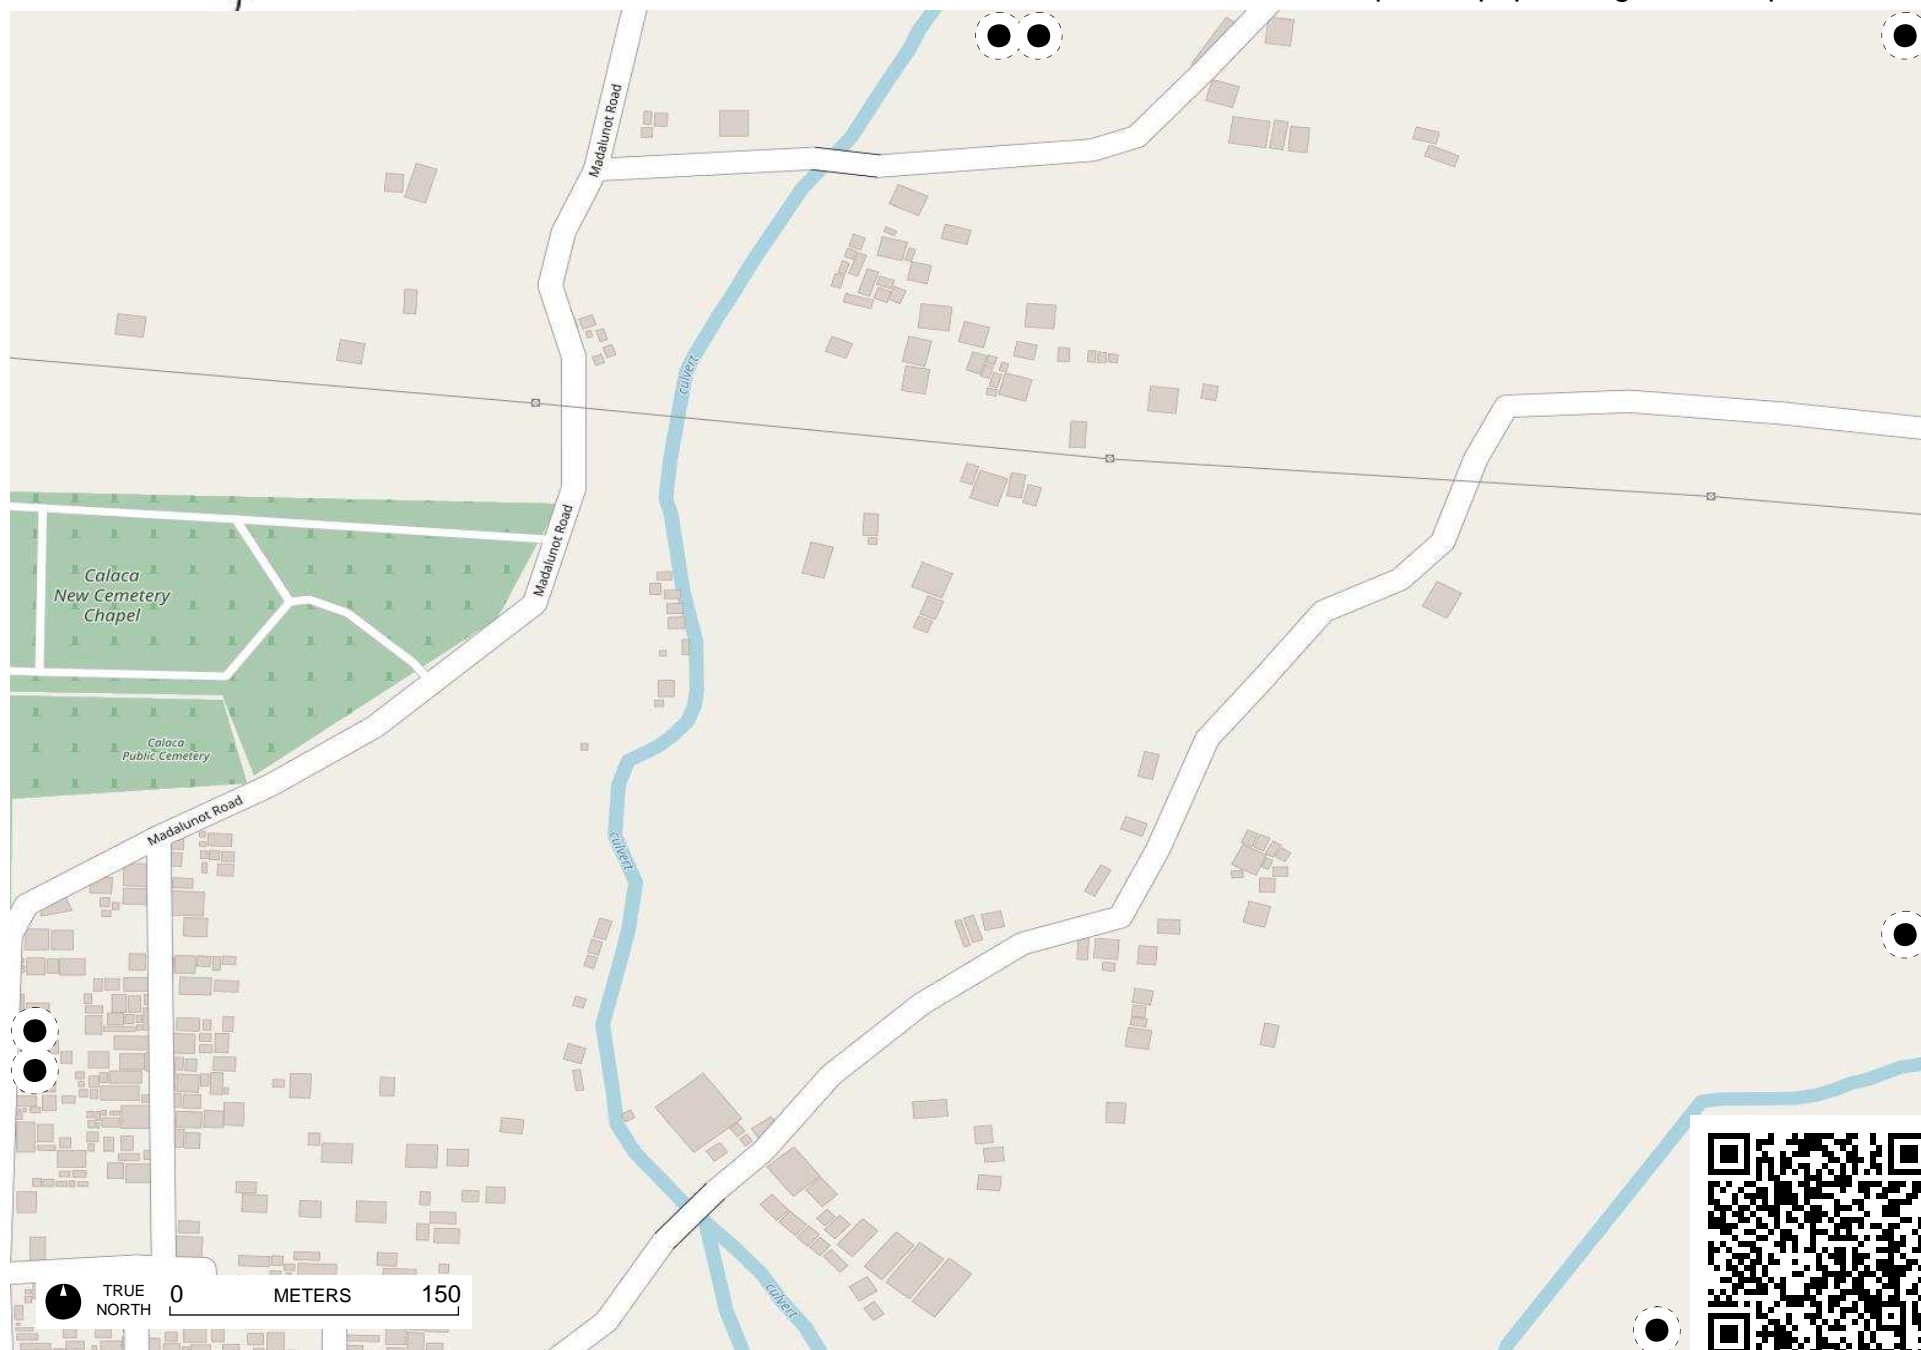 Madalunot Road
culvert
Madalunot Road
Calaca
New Cemetery
Chapel
Calaca
Public Cemetery
Madalunot Road
culvert
culvert
TRUE
NORTH
0 METERS 150